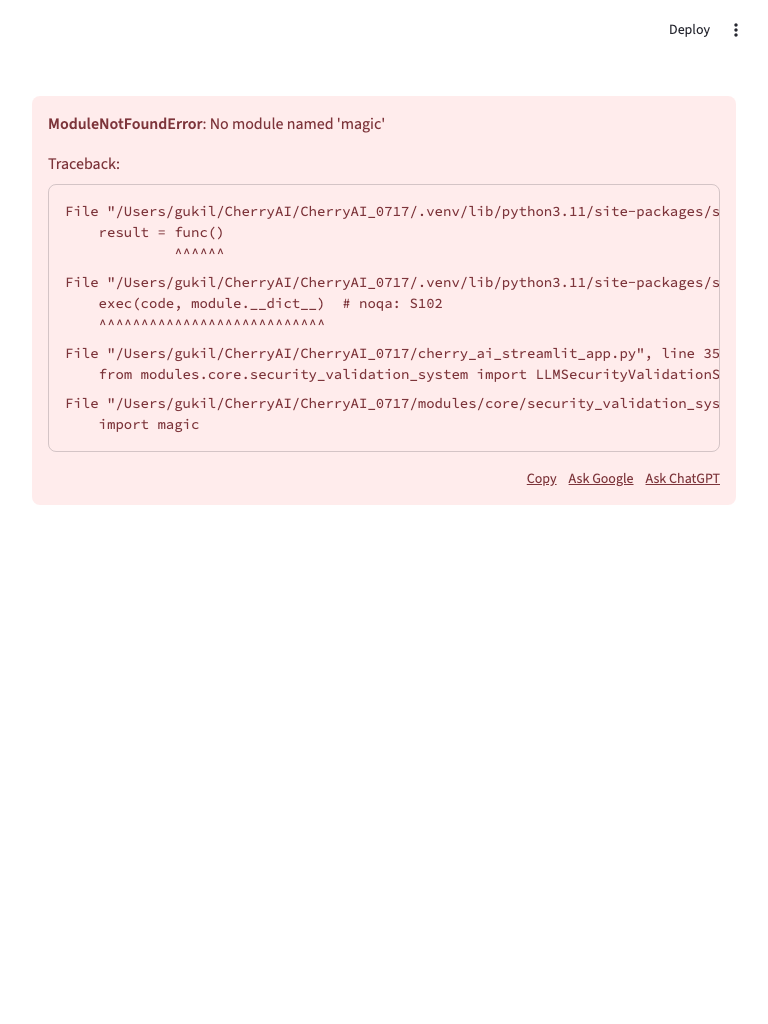 Deploy
ModuleNotFoundError: No module named 'magic'
Traceback:
File "/Users/gukil/CherryAI/CherryAI_0717/.venv/lib/python3.11/site-packages/s
    result = func()
             ^^^^^^
File "/Users/gukil/CherryAI/CherryAI_0717/.venv/lib/python3.11/site-packages/s
    exec(code, module.__dict__)  # noqa: S102
    ^^^^^^^^^^^^^^^^^^^^^^^^^^^
File "/Users/gukil/CherryAI/CherryAI_0717/cherry_ai_streamlit_app.py", line 35
    from modules.core.security_validation_system import LLMSecurityValidationS
File "/Users/gukil/CherryAI/CherryAI_0717/modules/core/security_validation_sys
    import magic
Copy Ask Google Ask ChatGPT